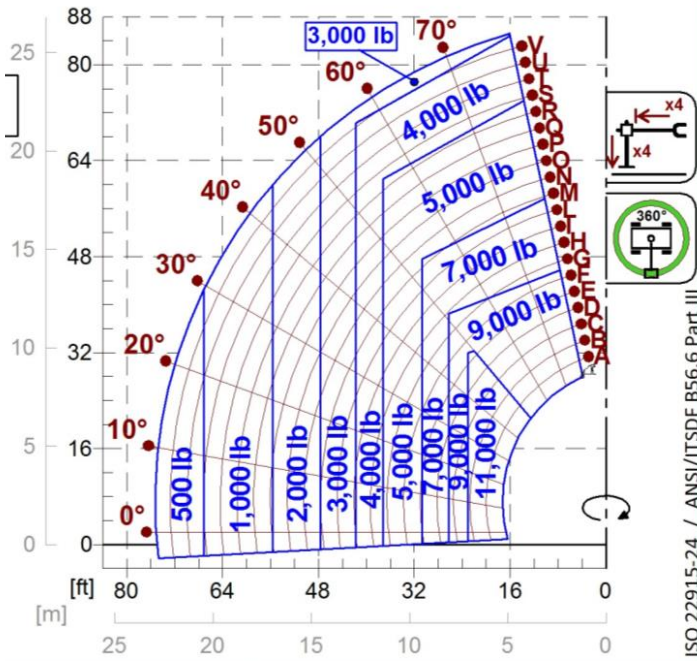 88
80
64
48
32
16
0
[ft]
25
20
15
10
5
0
[m]
80 64 48 32 16 0
25 20 15 10 5 0
0°
10°
20°
30°
40°
50°
60°
70°
3,000 lb
4,000 lb
5,000 lb
7,000 lb
9,000 lb
500 lb
1,000 lb
2,000 lb
3,000 lb
4,000 lb
5,000 lb
7,000 lb
9,000 lb
11,000 lb
V
U
T
S
R
Q
P
O
N
M
L
I
H
G
F
E
D
C
B
A
x4
x4
360°
ISO 22915-24 / ANSI/ITSDF B56.6 Part III